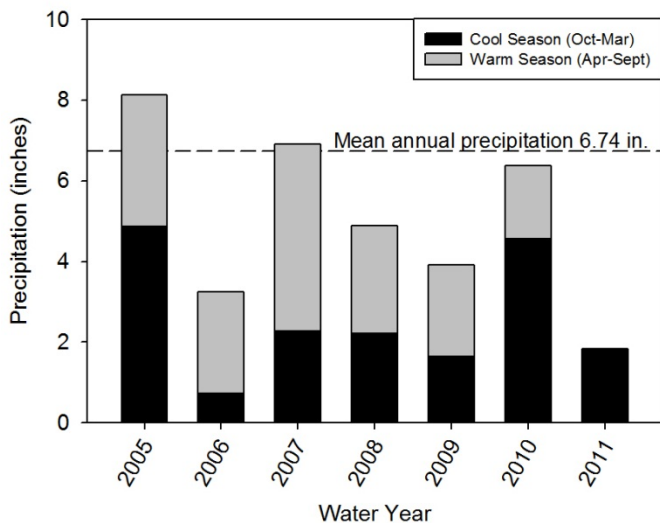 10
Cool Season (Oct-Mar)
Warm Season (Apr-Sept)
8
Mean annual precipitation 6.74 in.
6
4
2
0
Precipitation (inches)
2005 2006 2007 2008 2009 2010 2011
Water Year